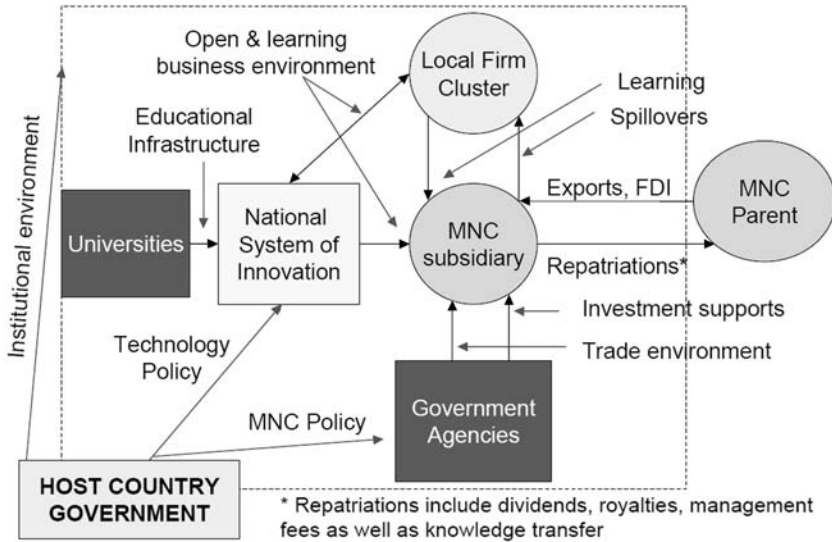 Open & learning
business environment
Local Firm
Cluster
Learning
Spillovers
Educational
Infrastructure
Institutional environment
Universities
National
System of
Innovation
MNC
subsidiary
Exports, FDI
MNC
Parent
Repatriations*
Investment supports
Trade environment
Technology
Policy
MNC Policy
Government
Agencies
HOST COUNTRY
GOVERNMENT
* Repatriations include dividends, royalties, management
fees as well as knowledge transfer